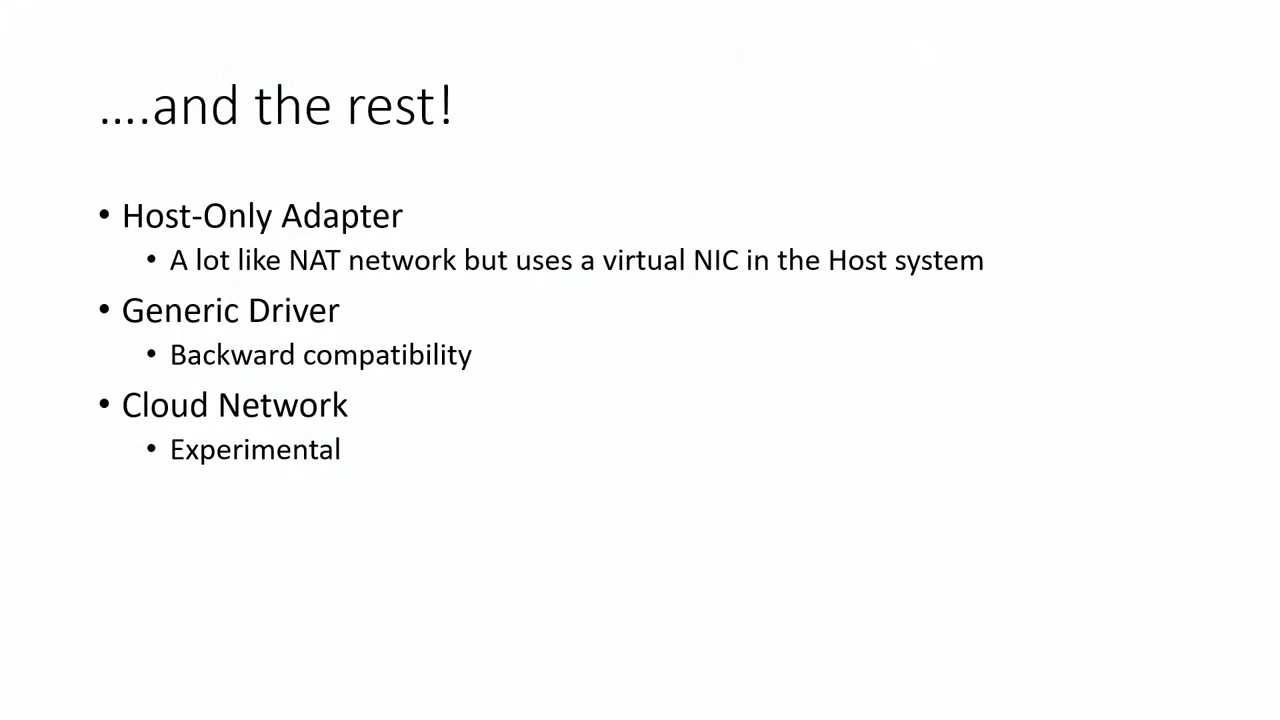 ....and the rest!
• Host-Only Adapter
• A lot like NAT network but uses a virtual NIC in the Host system
• Generic Driver
• Backward compatibility
• Cloud Network
• Experimental